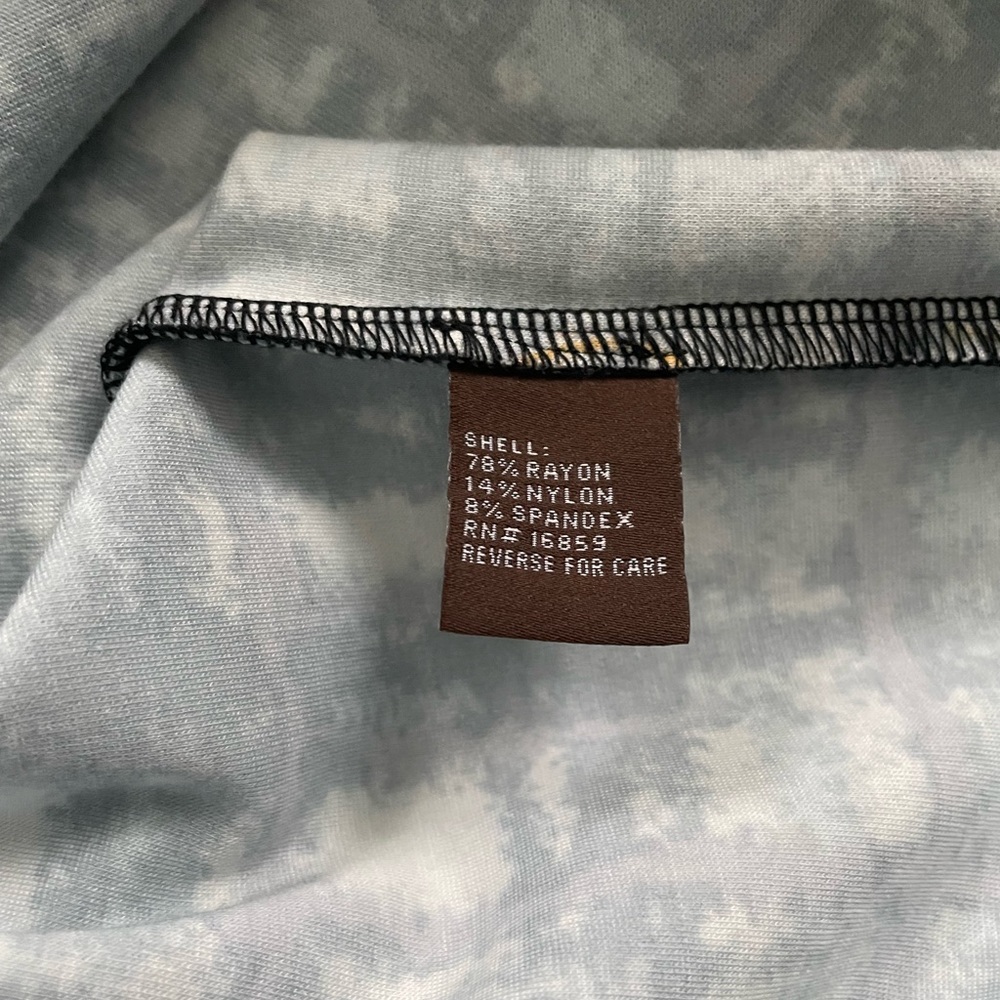 SHELL:
78% RAYON
14% NYLON
8% SPANDEX
RN# 16859
REVERSE FOR CARE